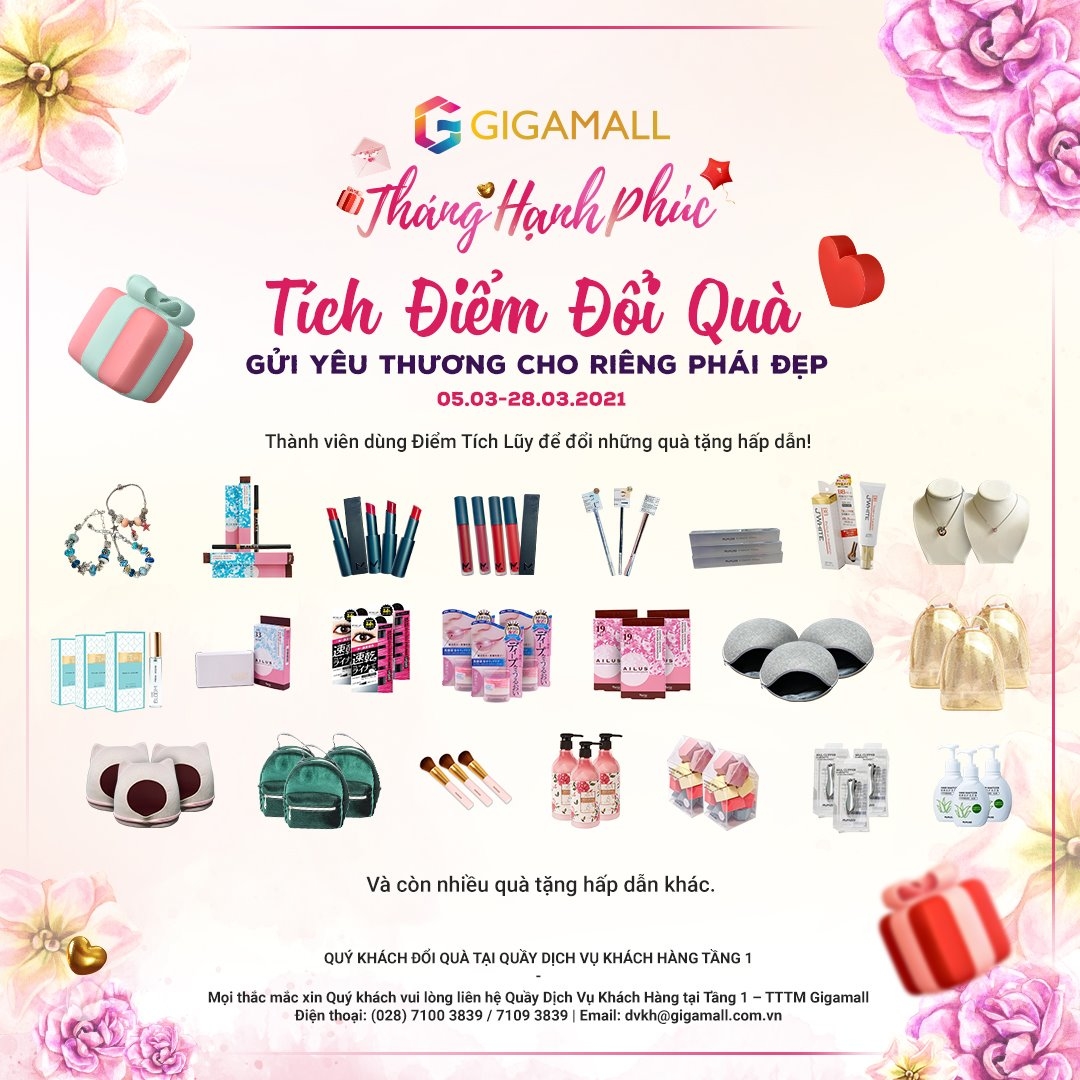 GIGAMALL
Tháng Hạnh Phúc
Tích Điểm Đổi Quà
GỬI YÊU THƯƠNG CHO RIÊNG PHÁI ĐẸP
05.03-28.03.2021
Thành viên dùng Điểm Tích Lũy để đổi những quà tặng hấp dẫn!
WHITE
19
19
AILUS
Và còn nhiều quà tặng hấp dẫn khác.
QUÝ KHÁCH ĐỔI QUÀ TẠI QUẦY DỊCH VỤ KHÁCH HÀNG TẦNG 1
-
Mọi thắc mắc xin Quý khách vui lòng liên hệ Quầy Dịch Vụ Khách Hàng tại Tầng 1 – TTTM Gigamall
Điện thoại: (028) 7100 3839 / 7109 3839 | Email: dvkh@gigamall.com.vn